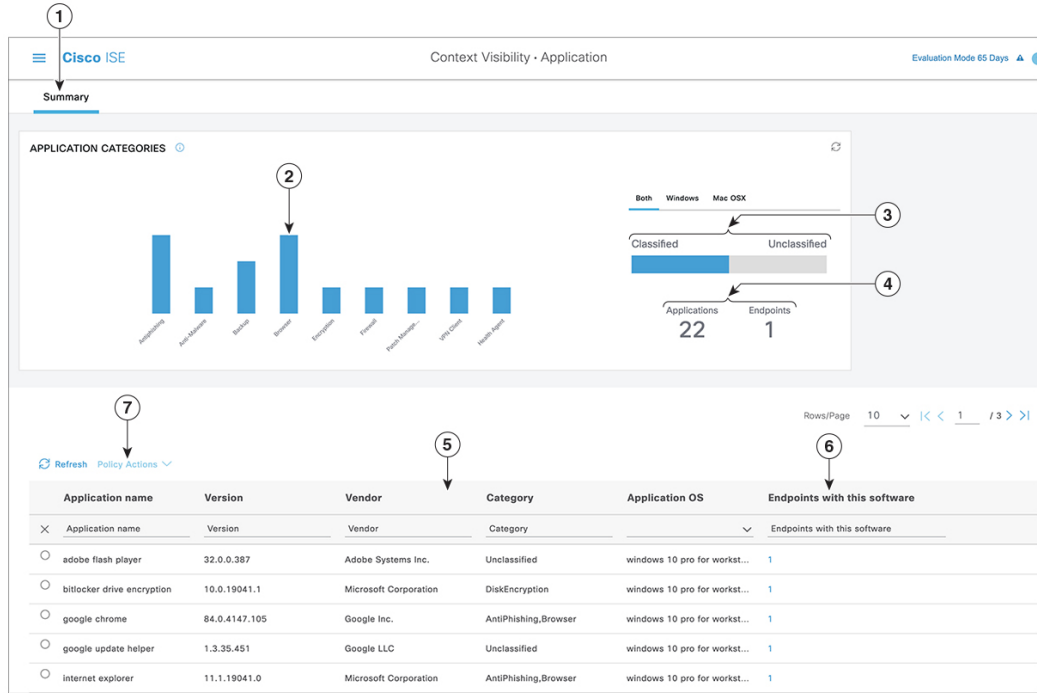 1
Cisco ISE
Context Visibility · Application
Evaluation Mode 65 Days
Summary
APPLICATION CATEGORIES
2
Both Windows Mac OSX
3
Classified Unclassified
4
Applications Endpoints
22 1
Antiphishing
Anti-Malware
Backup
Browser
Encryption
Firewall
Patch Manage...
VPN Client
Health Agent
7
Rows/Page 10 |< < 1 / 3 > >|
5
6
Refresh Policy Actions
Application name Version Vendor Category Application OS Endpoints with this software
Application name Version Vendor Category Endpoints with this software
adobe flash player 32.0.0.387 Adobe Systems Inc. Unclassified windows 10 pro for workst... 1
bitlocker drive encryption 10.0.19041.1 Microsoft Corporation DiskEncryption windows 10 pro for workst... 1
google chrome 84.0.4147.105 Google Inc. AntiPhishing,Browser windows 10 pro for workst... 1
google update helper 1.3.35.451 Google LLC Unclassified windows 10 pro for workst... 1
internet explorer 11.1.19041.0 Microsoft Corporation AntiPhishing,Browser windows 10 pro for workst... 1